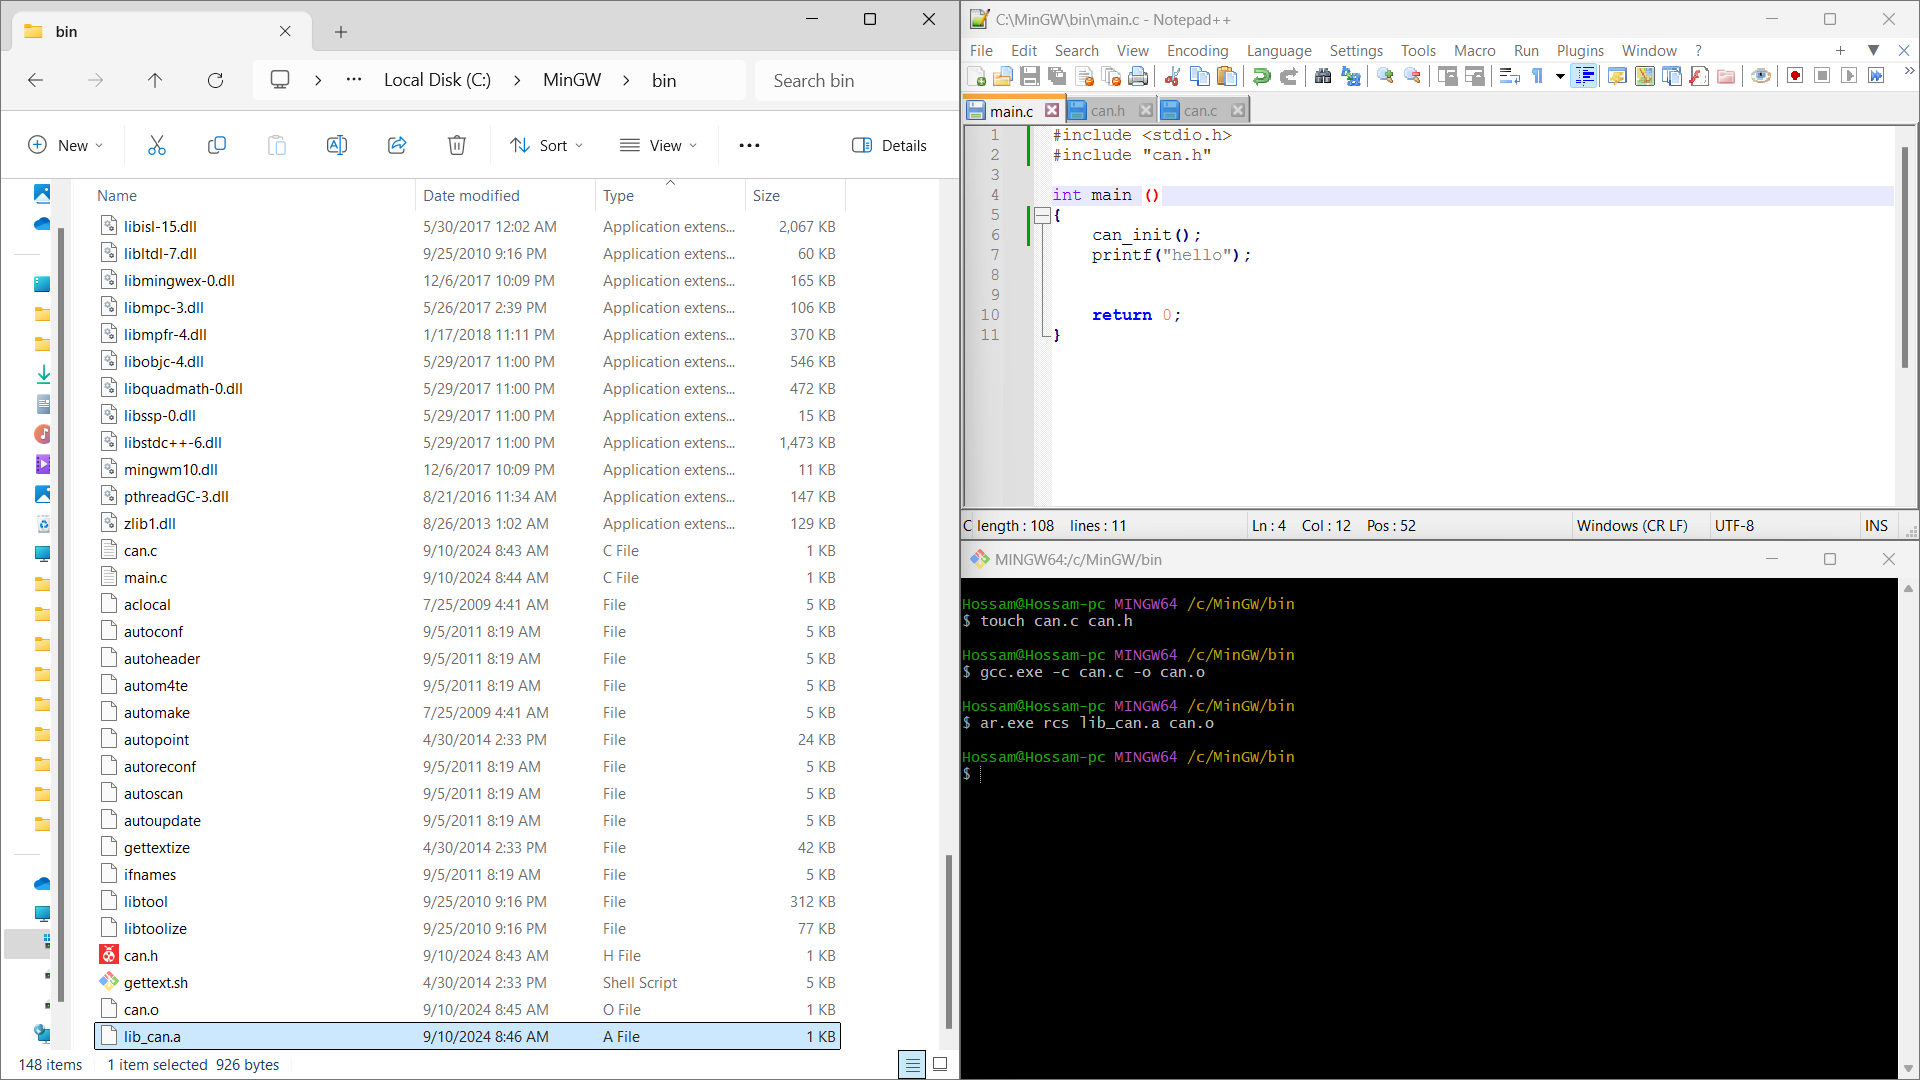 bin
Local Disk (C:) MinGW bin
Search bin
New Sort View Details
Name Date modified Type Size
libisl-15.dll 5/30/2017 12:02 AM Application extens... 2,067 KB
libltdl-7.dll 9/25/2010 9:16 PM Application extens... 60 KB
libmingwex-0.dll 12/6/2017 10:09 PM Application extens... 165 KB
libmpc-3.dll 5/26/2017 2:39 PM Application extens... 106 KB
libmpfr-4.dll 1/17/2018 11:11 PM Application extens... 370 KB
libobjc-4.dll 5/29/2017 11:00 PM Application extens... 546 KB
libquadmath-0.dll 5/29/2017 11:00 PM Application extens... 472 KB
libssp-0.dll 5/29/2017 11:00 PM Application extens... 15 KB
libstdc++-6.dll 5/29/2017 11:00 PM Application extens... 1,473 KB
mingwm10.dll 12/6/2017 10:09 PM Application extens... 11 KB
pthreadGC-3.dll 8/21/2016 11:34 AM Application extens... 147 KB
zlib1.dll 8/26/2013 1:02 AM Application extens... 129 KB
can.c 9/10/2024 8:43 AM C File 1 KB
main.c 9/10/2024 8:44 AM C File 1 KB
aclocal 7/25/2009 4:41 AM File 5 KB
autoconf 9/5/2011 8:19 AM File 5 KB
autoheader 9/5/2011 8:19 AM File 5 KB
autom4te 9/5/2011 8:19 AM File 5 KB
automake 7/25/2009 4:41 AM File 5 KB
autopoint 4/30/2014 2:33 PM File 24 KB
autoreconf 9/5/2011 8:19 AM File 5 KB
autoscan 9/5/2011 8:19 AM File 5 KB
autoupdate 9/5/2011 8:19 AM File 5 KB
gettextize 4/30/2014 2:33 PM File 42 KB
ifnames 9/5/2011 8:19 AM File 5 KB
libtool 9/25/2010 9:16 PM File 312 KB
libtoolize 9/25/2010 9:16 PM File 77 KB
can.h 9/10/2024 8:43 AM H File 1 KB
gettext.sh 4/30/2014 2:33 PM Shell Script 5 KB
can.o 9/10/2024 8:45 AM O File 1 KB
lib_can.a 9/10/2024 8:46 AM A File 1 KB
148 items 1 item selected 926 bytes
C:\MinGW\bin\main.c - Notepad++
File Edit Search View Encoding Language Settings Tools Macro Run Plugins Window ?
main.c can.h can.c
1 #include <stdio.h>
2 #include "can.h"
3
4 int main ()
5 {
6 can_init();
7 printf("hello");
8
9
10 return 0;
11 }
C length : 108 lines : 11 Ln : 4 Col : 12 Pos : 52 Windows (CR LF) UTF-8 INS
MINGW64:/c/MinGW/bin
Hossam@Hossam-pc MINGW64 /c/MinGW/bin
$ touch can.c can.h
Hossam@Hossam-pc MINGW64 /c/MinGW/bin
$ gcc.exe -c can.c -o can.o
Hossam@Hossam-pc MINGW64 /c/MinGW/bin
$ ar.exe rcs lib_can.a can.o
Hossam@Hossam-pc MINGW64 /c/MinGW/bin
$